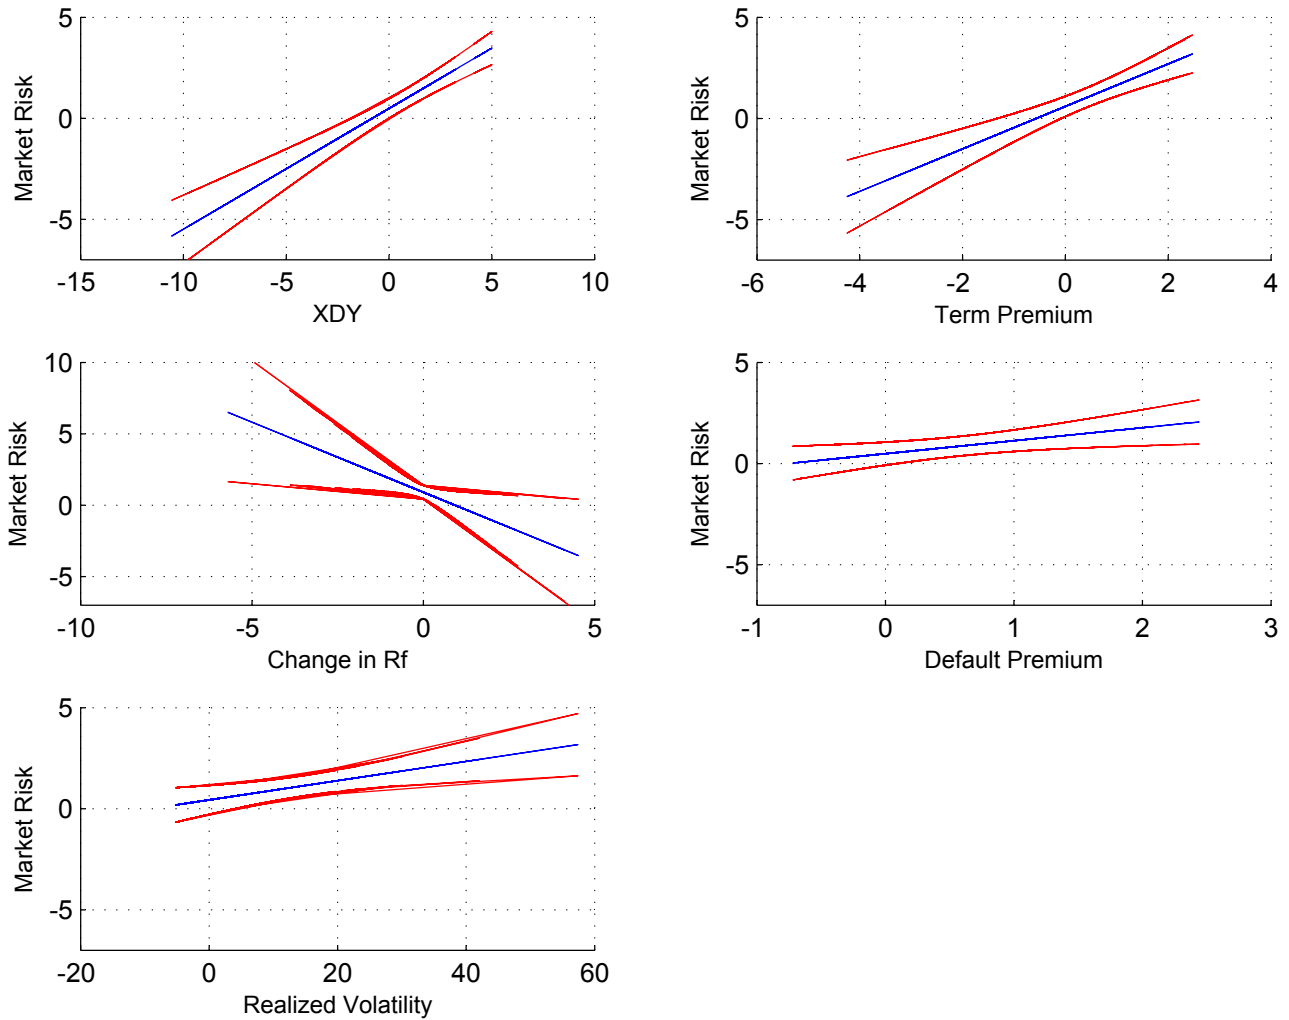 5
0
-5
Market Risk
-15 -10 -5 0 5 10
XDY
5
0
-5
Market Risk
-6 -4 -2 0 2 4
Term Premium
10
5
0
-5
Market Risk
-10 -5 0 5
Change in Rf
5
0
-5
Market Risk
-1 0 1 2 3
Default Premium
5
0
-5
Market Risk
-20 0 20 40 60
Realized Volatility